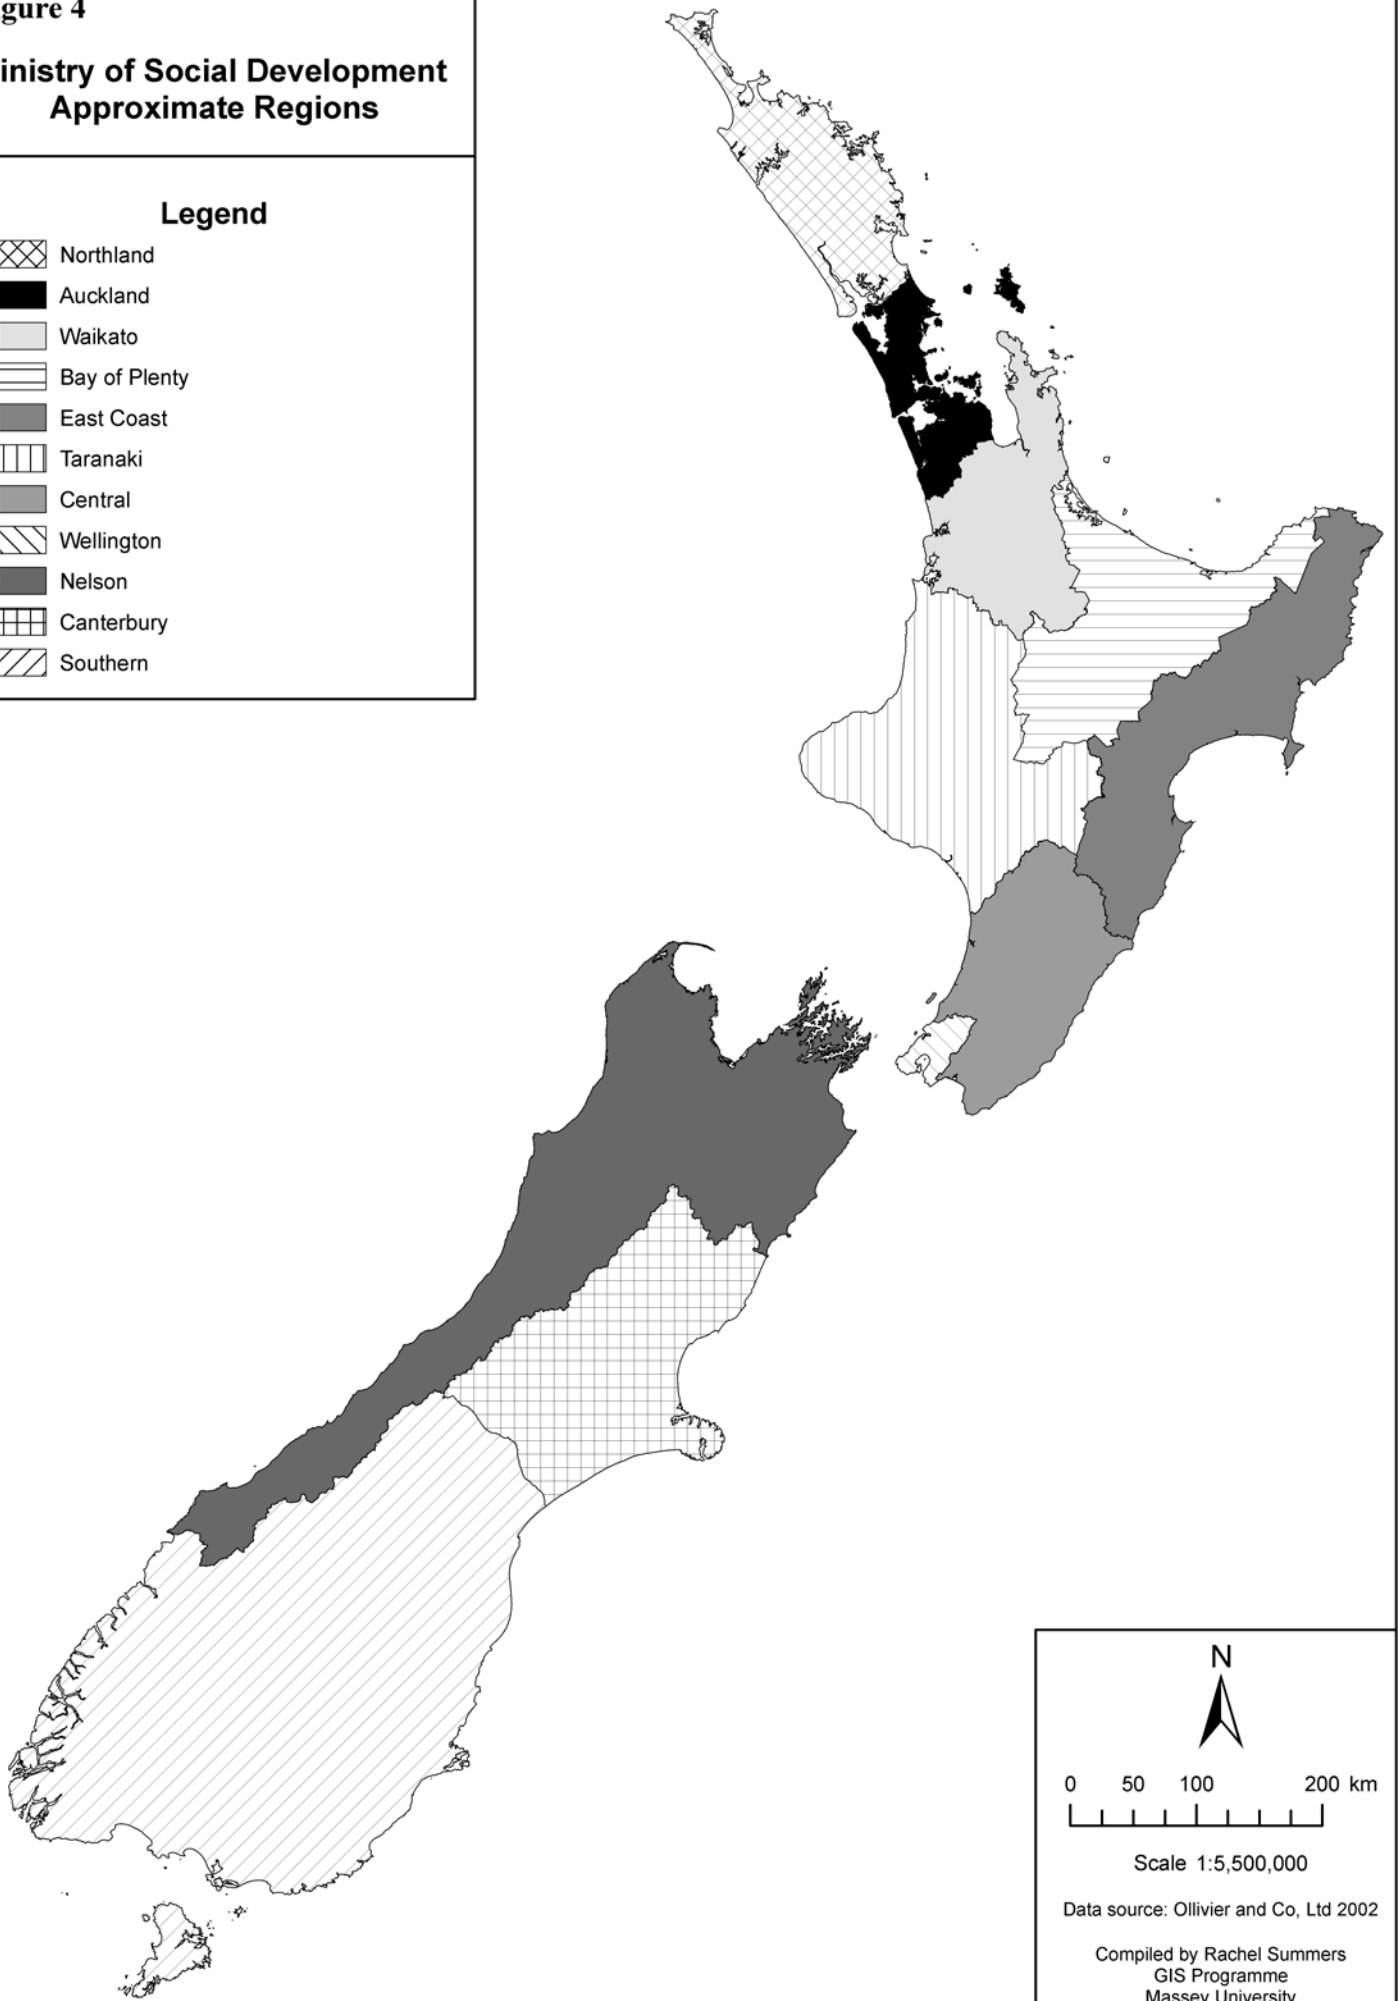 gure 4
inistry of Social Development
Approximate Regions
Legend
Northland
Auckland
Waikato
Bay of Plenty
East Coast
Taranaki
Central
Wellington
Nelson
Canterbury
Southern
N
0 50 100 200 km
Scale 1:5,500,000
Data source: Ollivier and Co, Ltd 2002
Compiled by Rachel Summers
GIS Programme
Massey University